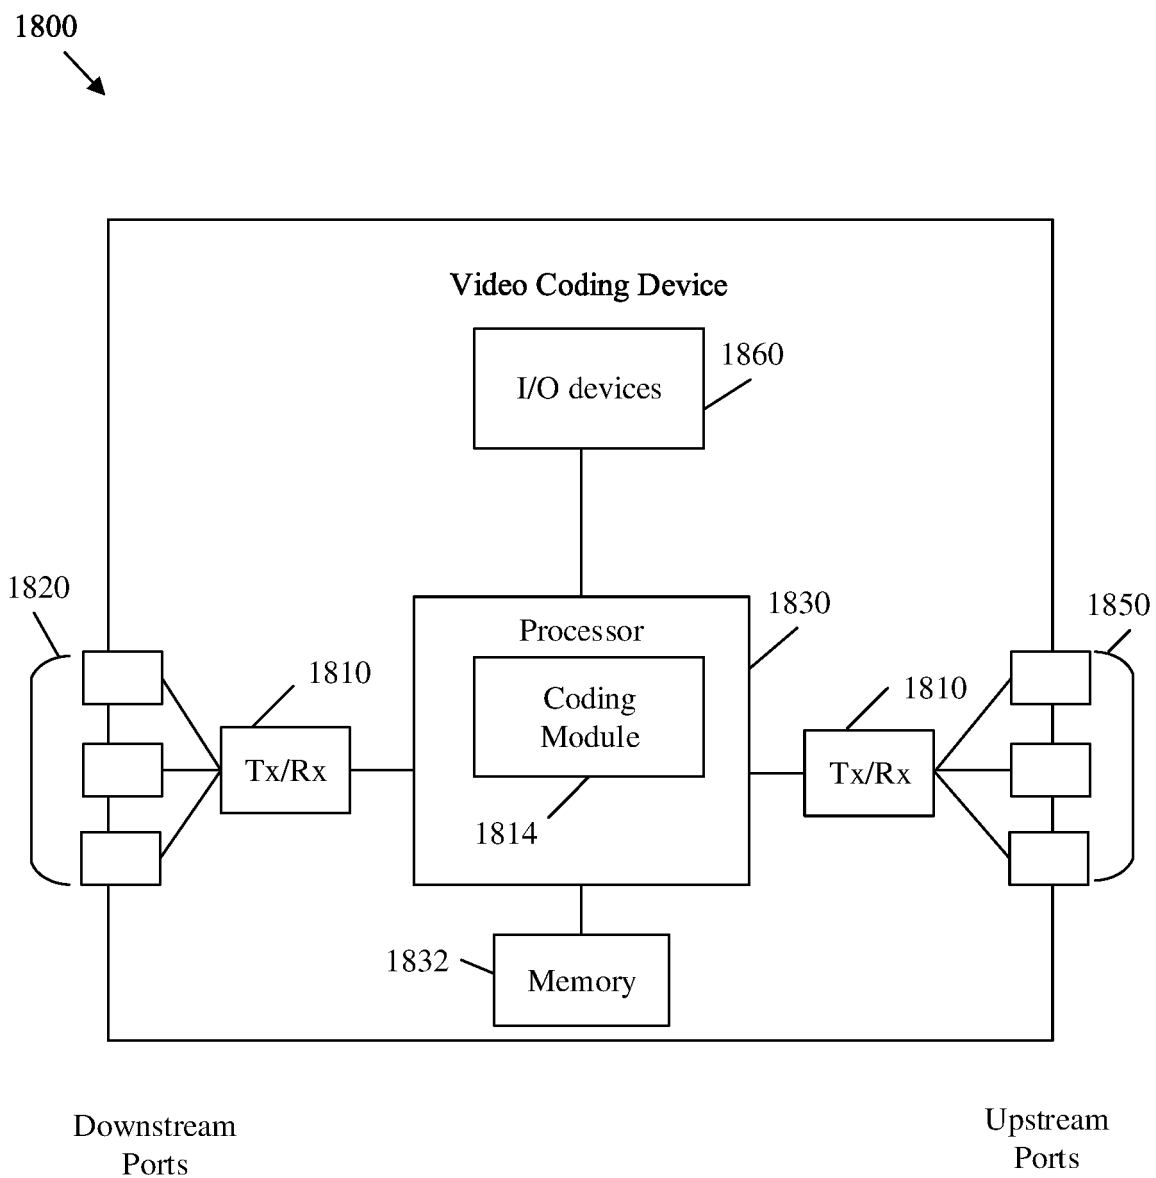 1800
Video Coding Device
I/O devices
1860
1820
1830
1850
Processor
1810
1810
Coding
Module
Tx/Rx
Tx/Rx
1814
1832
Memory
Downstream
Ports
Upstream
Ports